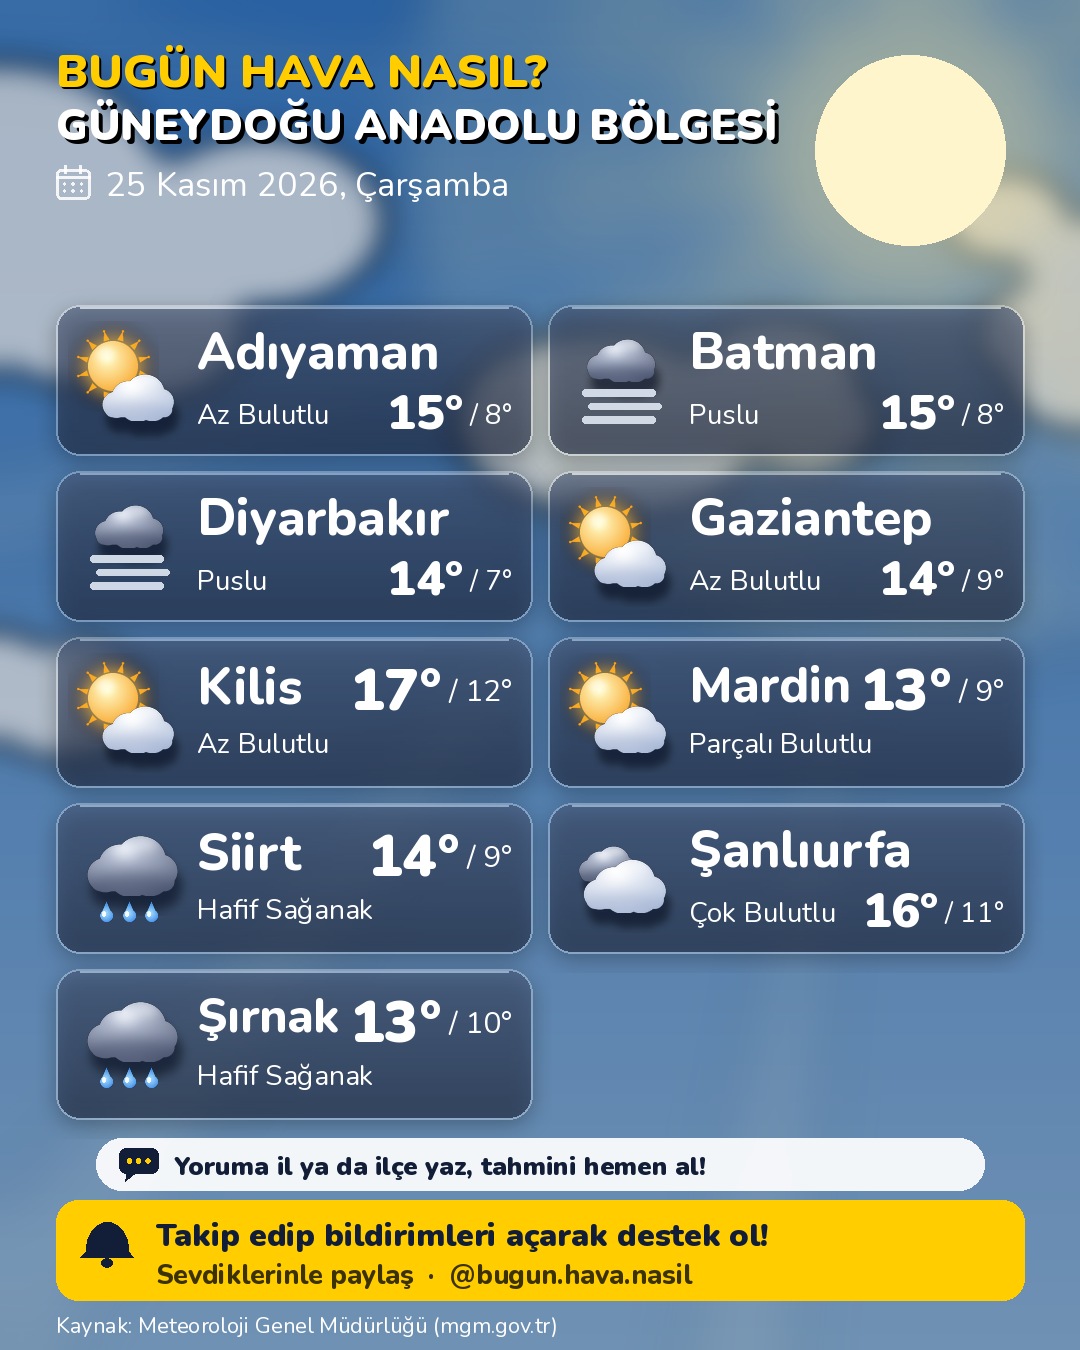 BUGÜN HAVA NASIL?
GÜNEYDOĞU ANADOLU BÖLGESİ
25 Kasım 2026, Çarşamba
Adıyaman
Az Bulutlu 15° / 8°
Batman
Puslu 15° / 8°
Diyarbakır
Puslu 14° / 7°
Gaziantep
Az Bulutlu 14° / 9°
Kilis 17° / 12°
Az Bulutlu
Mardin 13° / 9°
Parçalı Bulutlu
Siirt 14° / 9°
Hafif Sağanak
Şanlıurfa
Çok Bulutlu 16° / 11°
Şırnak 13° / 10°
Hafif Sağanak
Yoruma il ya da ilçe yaz, tahmini hemen al!
Takip edip bildirimleri açarak destek ol!
Sevdiklerinle paylaş · @bugun.hava.nasil
Kaynak: Meteoroloji Genel Müdürlüğü (mgm.gov.tr)